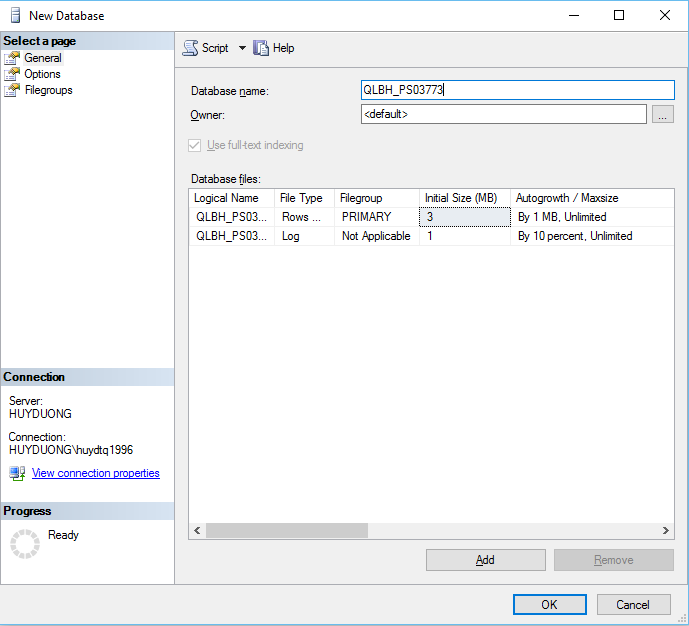 New Database
Select a page
General
Options
Filegroups
Script Help
Database name: QLBH_PS03773
Owner: <default> ...
Use full-text indexing
Database files:
Logical Name File Type Filegroup Initial Size (MB) Autogrowth / Maxsize
QLBH_PS03... Rows ... PRIMARY 3 By 1 MB, Unlimited
QLBH_PS03... Log Not Applicable 1 By 10 percent, Unlimited
Connection
Server:
HUYDUONG
Connection:
HUYDUONG\huydtq1996
View connection properties
Progress
Ready
Add Remove
OK Cancel